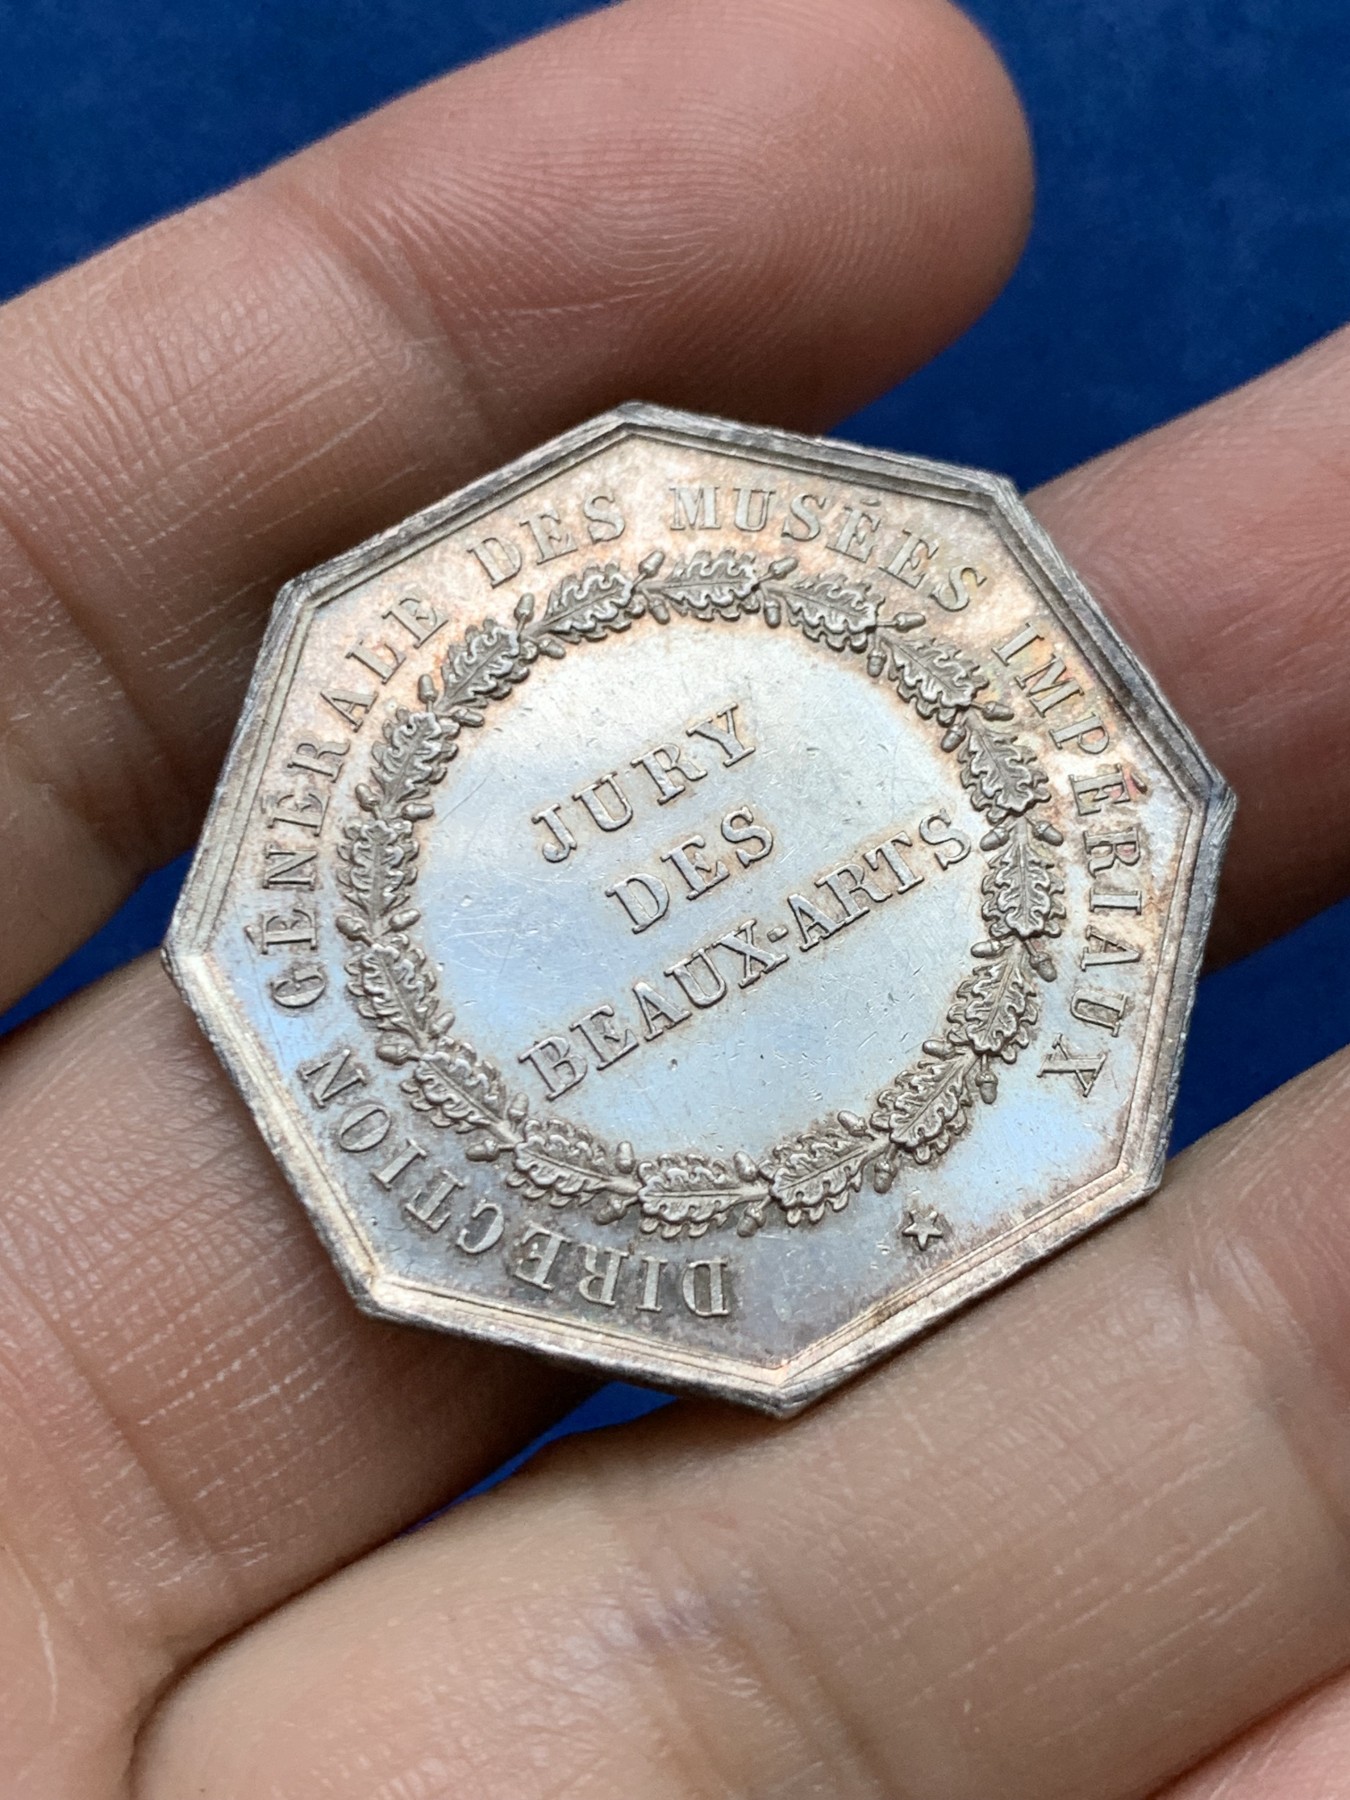 DIRECTION GÉNÉRALE DES MUSÉES IMPÉRIAUX
JURY
DES
BEAUX-ARTS